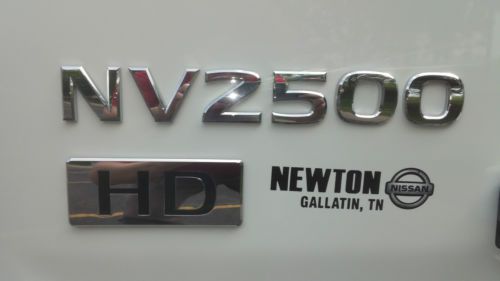 NV2500
HD
NEWTON NISSAN
GALLATIN, TN